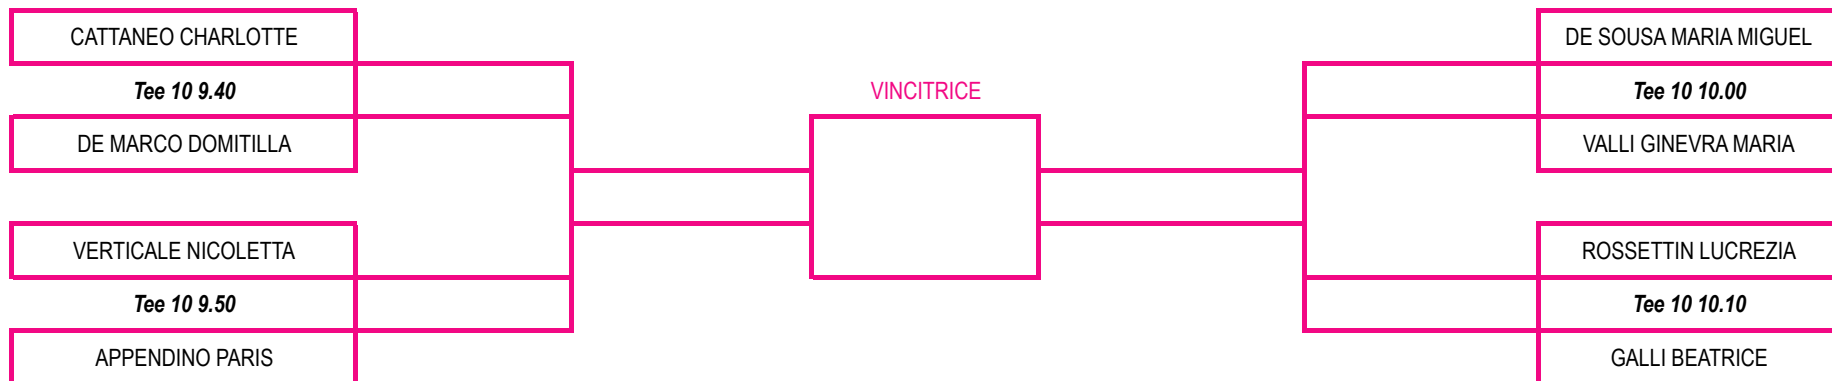 CATTANEO CHARLOTTE
Tee 10 9.40
DE MARCO DOMITILLA
VERTICALE NICOLETTA
Tee 10 9.50
APPENDINO PARIS
VINCITRICE
DE SOUSA MARIA MIGUEL
Tee 10 10.00
VALLI GINEVRA MARIA
ROSSETTIN LUCREZIA
Tee 10 10.10
GALLI BEATRICE